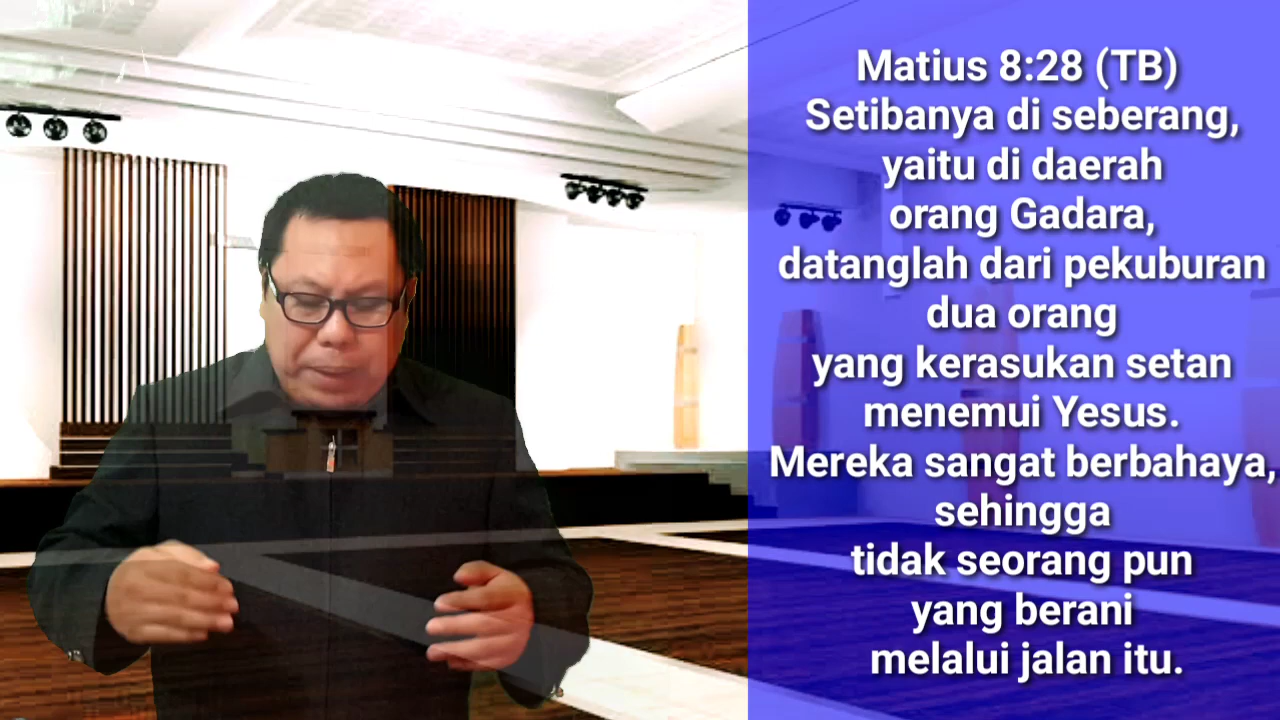 Matius 8:28 (TB)
Setibanya di seberang,
yaitu di daerah
orang Gadara,
datanglah dari pekuburan
dua orang
yang kerasukan setan
menemui Yesus.
Mereka sangat berbahaya,
sehingga
tidak seorang pun
yang berani
melalui jalan itu.